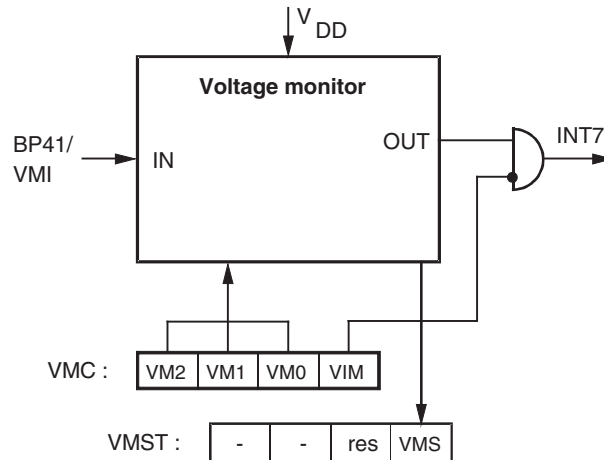 V
DD
Voltage monitor
BP41/
VMI
IN
OUT
INT7
VMC :
VM2 VM1 VM0 VIM
VMST :
- - res VMS